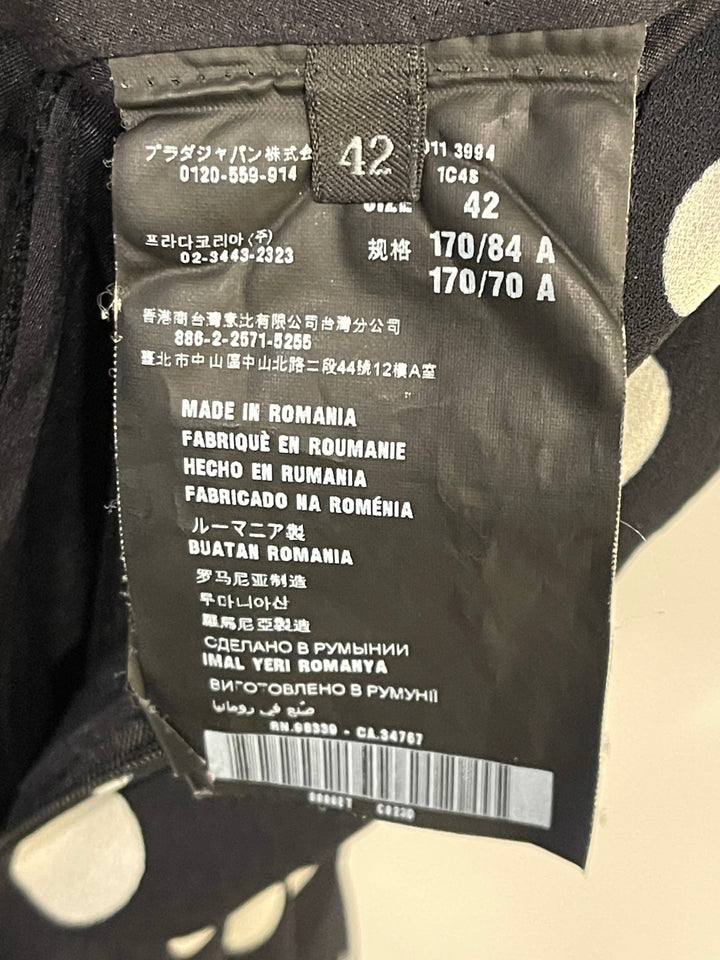 プラダジャパン株式会
0120-559-914
42
011 3994
1C48
SIZE 42
프라다코리아(주)
02-3443-2323
规格 170/84 A
170/70 A
香港商台灣意比有限公司台灣分公司
886-2-2571-5255
臺北市中山區中山北路二段44號12樓A室
MADE IN ROMANIA
FABRIQUÈ EN ROUMANIE
HECHO EN RUMANIA
FABRICADO NA ROMÉNIA
ルーマニア製
BUATAN ROMANIA
罗马尼亚制造
루마니아산
羅馬尼亞製造
СДЕЛАНО В РУМЫНИИ
IMAL YERI ROMANYA
ВИГОТОВЛЕНО В РУМУНІІ
صنع في رومانيا
RN.98339 - CA.34767